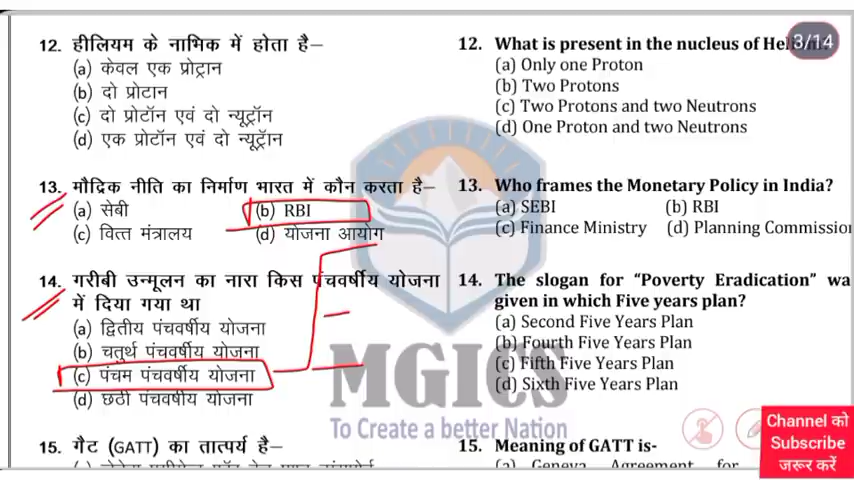 3/14
12. हीलियम के नाभिक में होता है–
(a) केवल एक प्रोट्रान
(b) दो प्रोटान
(c) दो प्रोटॉन एवं दो न्यूट्रॉन
(d) एक प्रोटॉन एवं दो न्यूट्रॅान
13. मौद्रिक नीति का निर्माण भारत में कौन करता है–
(a) सेबी (b) RBI
(c) वित्त मंत्रालय (d) योजना आयोग
14. गरीबी उन्मूलन का नारा किस पंचवर्षीय योजना
में दिया गया था
(a) द्वितीय पंचवर्षीय योजना
(b) चतुर्थ पंचवर्षीय योजना
(c) पंचम पंचवर्षीय योजना
(d) छठी पंचवर्षीय योजना
15. गैट (GATT) का तात्पर्य है–
12. What is present in the nucleus of
(a) Only one Proton
(b) Two Protons
(c) Two Protons and two Neutrons
(d) One Proton and two Neutrons
13. Who frames the Monetary Policy in India?
(a) SEBI (b) RBI
(c) Finance Ministry (d) Planning Commissio
14. The slogan for “Poverty Eradication” wa
given in which Five years plan?
(a) Second Five Years Plan
(b) Fourth Five Years Plan
(c) Fifth Five Years Plan
(d) Sixth Five Years Plan
15. Meaning of GATT is-
(a) Geneva Agreement for
MGICS
To Create a better Nation
Channel को
Subscribe
जरूर करें